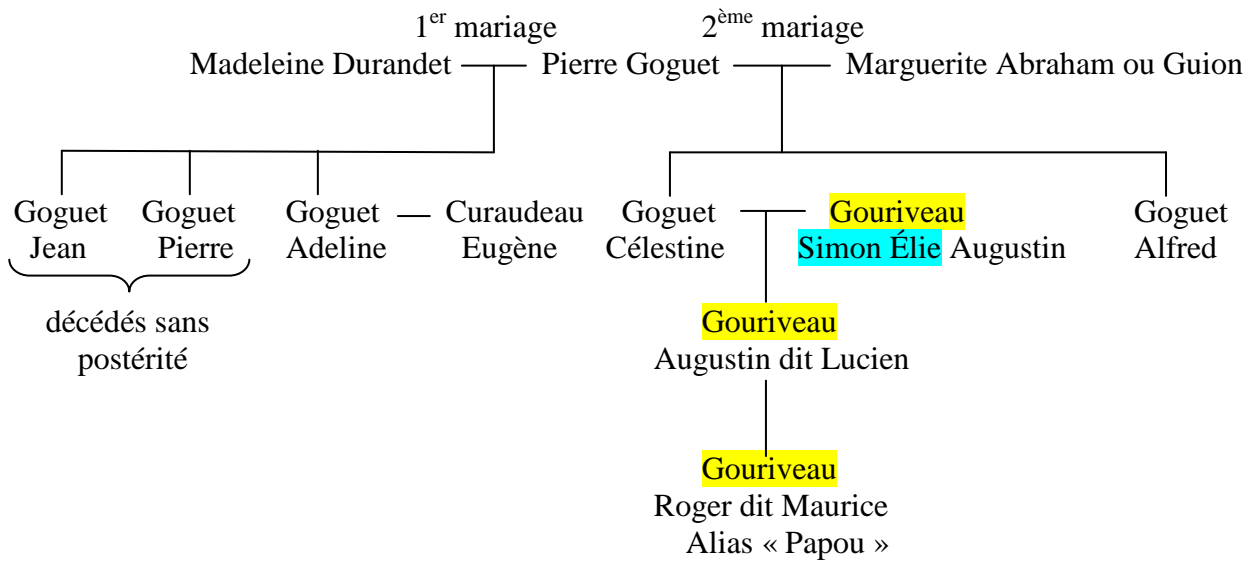 1er mariage 2ème mariage
Madeleine Durandet Pierre Goguet Marguerite Abraham ou Guion
Goguet Goguet Goguet Curaudeau Goguet Gouriveau Goguet
Jean Pierre Adeline Eugène Célestine Simon Élie Augustin Alfred
décédés sans
postérité
Gouriveau
Augustin dit Lucien
Gouriveau
Roger dit Maurice
Alias « Papou »